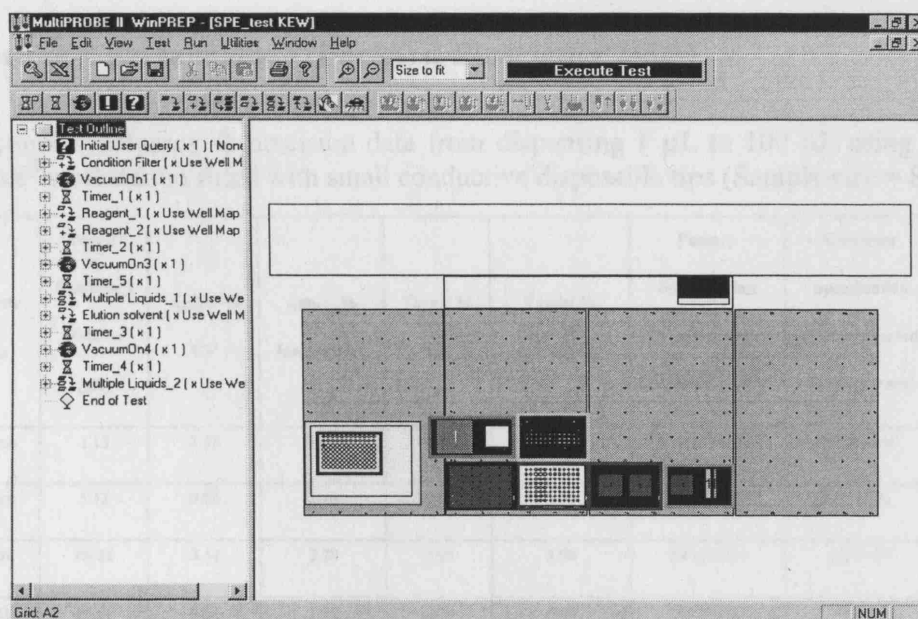 MultiPROBE II WinPREP - [SPE_test KEW]
File Edit View Test Run Utilities Window Help
Size to fit
Execute Test
Test Outline
Initial User Query ( x 1 ) [ None
Condition Filter ( x Use Well M
VacuumOn1 ( x 1 )
Timer_1 ( x 1 )
Reagent_1 ( x Use Well Map
Reagent_2 ( x Use Well Map
Timer_2 ( x 1 )
VacuumOn3 ( x 1 )
Timer_5 ( x 1 )
Multiple Liquids_1 ( x Use We
Elution solvent ( x Use Well M
Timer_3 ( x 1 )
VacuumOn4 ( x 1 )
Timer_4 ( x 1 )
Multiple Liquids_2 ( x Use We
End of Test
Grid: A2
NUM